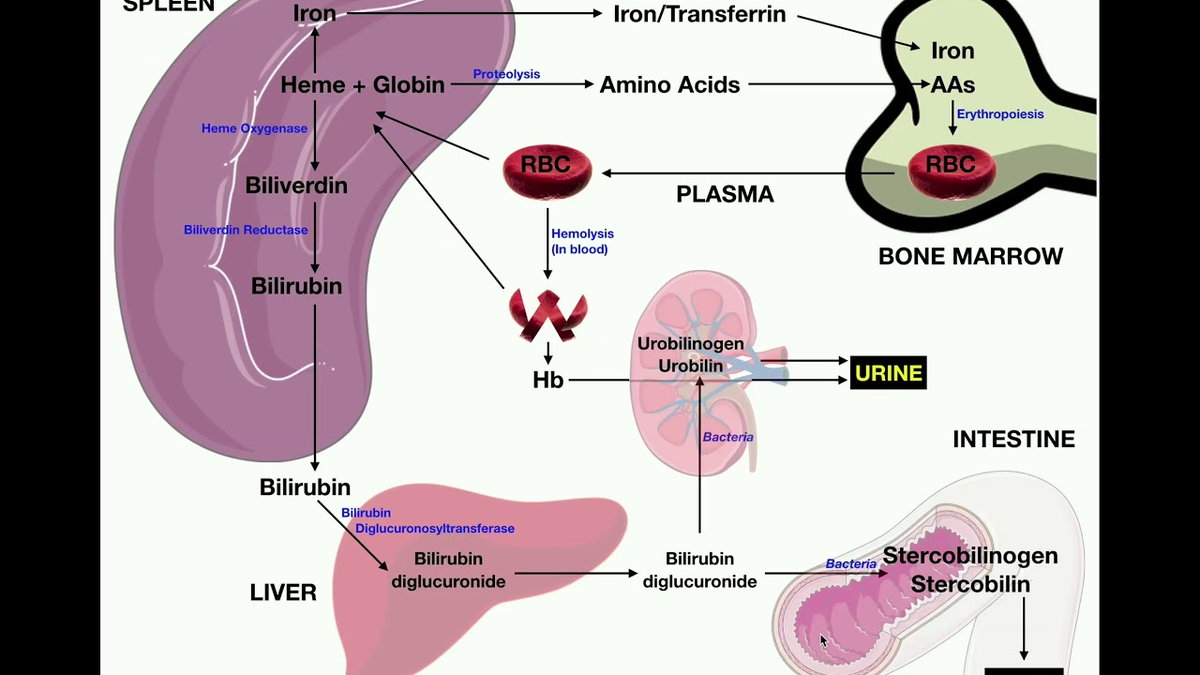 SPLEEN
Iron
Iron/Transferrin
Iron
Heme + Globin
Proteolysis
Amino Acids
AAs
Erythropoiesis
Heme Oxygenase
RBC
RBC
Biliverdin
PLASMA
Biliverdin Reductase
Hemolysis
(In blood)
BONE MARROW
Bilirubin
Urobilinogen
Urobilin
Hb
URINE
Bacteria
INTESTINE
Bilirubin
Bilirubin
Diglucuronosyltransferase
Bilirubin
diglucuronide
Bilirubin
diglucuronide
Bacteria
Stercobilinogen
Stercobilin
LIVER